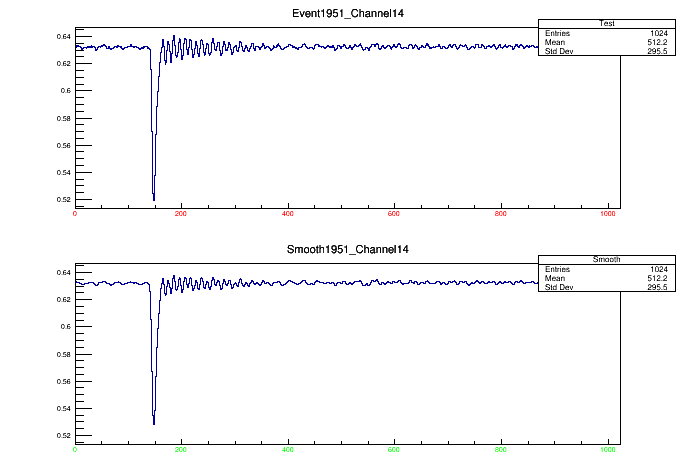 Event1951_Channel14
Test
Entries 1024
Mean 512.2
Std Dev 295.5
0.64
0.62
0.6
0.58
0.56
0.54
0.52
0 200 400 600 800 1000
Smooth1951_Channel14
Smooth
Entries 1024
Mean 512.2
Std Dev 295.5
0.64
0.62
0.6
0.58
0.56
0.54
0.52
0 200 400 600 800 1000